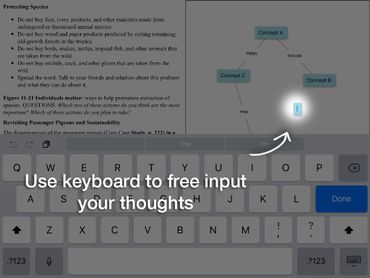 Protecting Species
• Do not buy furs, ivory products, and other materials made from
endangered or threatened animal species.
• Do not buy wood and paper products produced by cutting remaining
old-growth forests in the tropics.
• Do not buy birds, snakes, turtles, tropical fish, and other animals that
are taken from the wild.
• Do not buy orchids, cacti, and other plants that are taken from the
wild.
• Spread the word. Talk to your friends and relatives about this problem
and what they can do about it.
Figure 11-21 Individuals matter: ways to help premature extinction of
species. QUESTIONS: Which two of these actions do you think are the most
important? Which of these actions do you plan to take?
Revisiting Passenger Pigeons and Sustainability
The disappearance of the passenger pigeon (Core Case Study, p. 222) in a
Concept A
Has
Include
Concept C
Concept B
Has
I
The
I'm
Q W E R T Y U I O P
A S D F G H J K L Done
Z X C V B N M ! , ? .
.?123 .?123
Use keyboard to free input
your thoughts